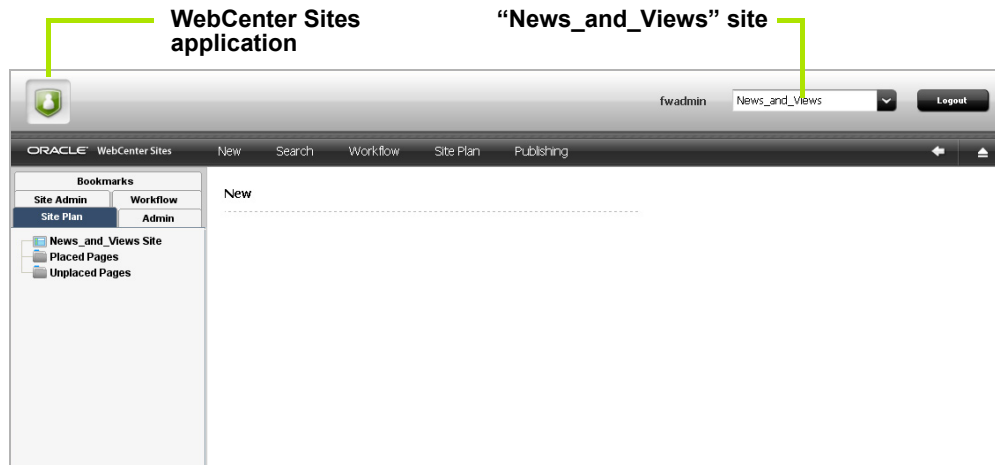 WebCenter Sites
application
“News_and_Views” site
fwadmin
News_and_Views
Logout
ORACLE® WebCenter Sites
New Search Workflow Site Plan Publishing
Bookmarks
Site Admin Workflow
Site Plan Admin
New
News_and_Views Site
Placed Pages
Unplaced Pages